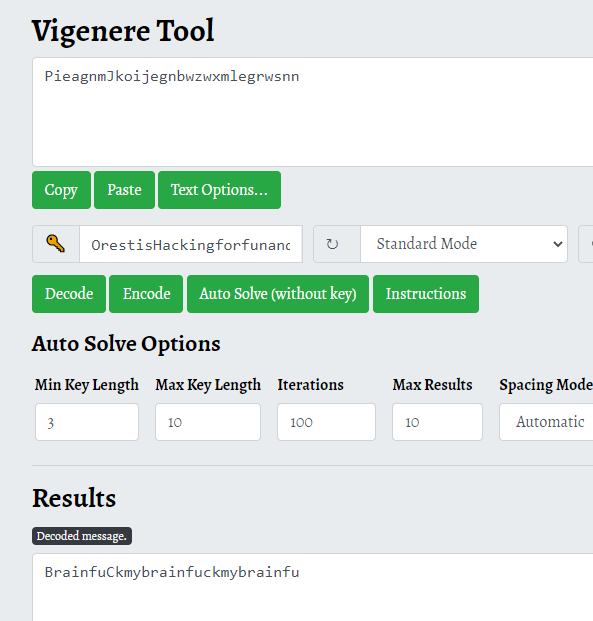 Vigenere Tool
PieagnmJkoijegnbwzwxmlegrwsnn
Copy Paste Text Options...
OrestisHackingforfunand ↻ Standard Mode
Decode Encode Auto Solve (without key) Instructions
Auto Solve Options
Min Key Length Max Key Length Iterations Max Results Spacing Mode
3 10 100 10 Automatic
Results
Decoded message.
BrainfuCkmybrainfuckmybrainfu